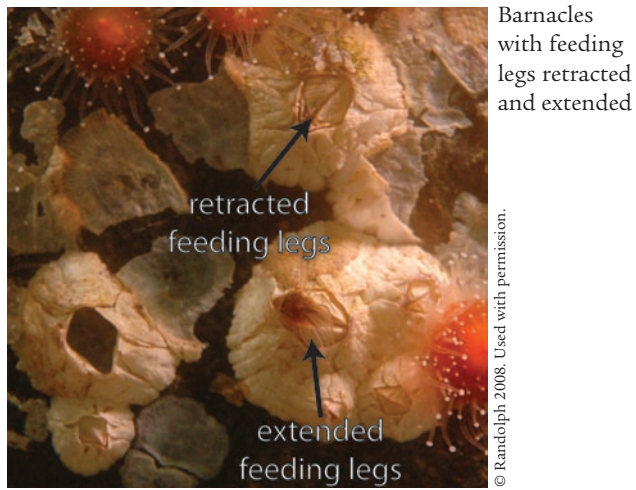 Barnacles
with feeding
legs retracted
and extended
retracted
feeding legs
extended
feeding legs
© Randolph 2008. Used with permission.